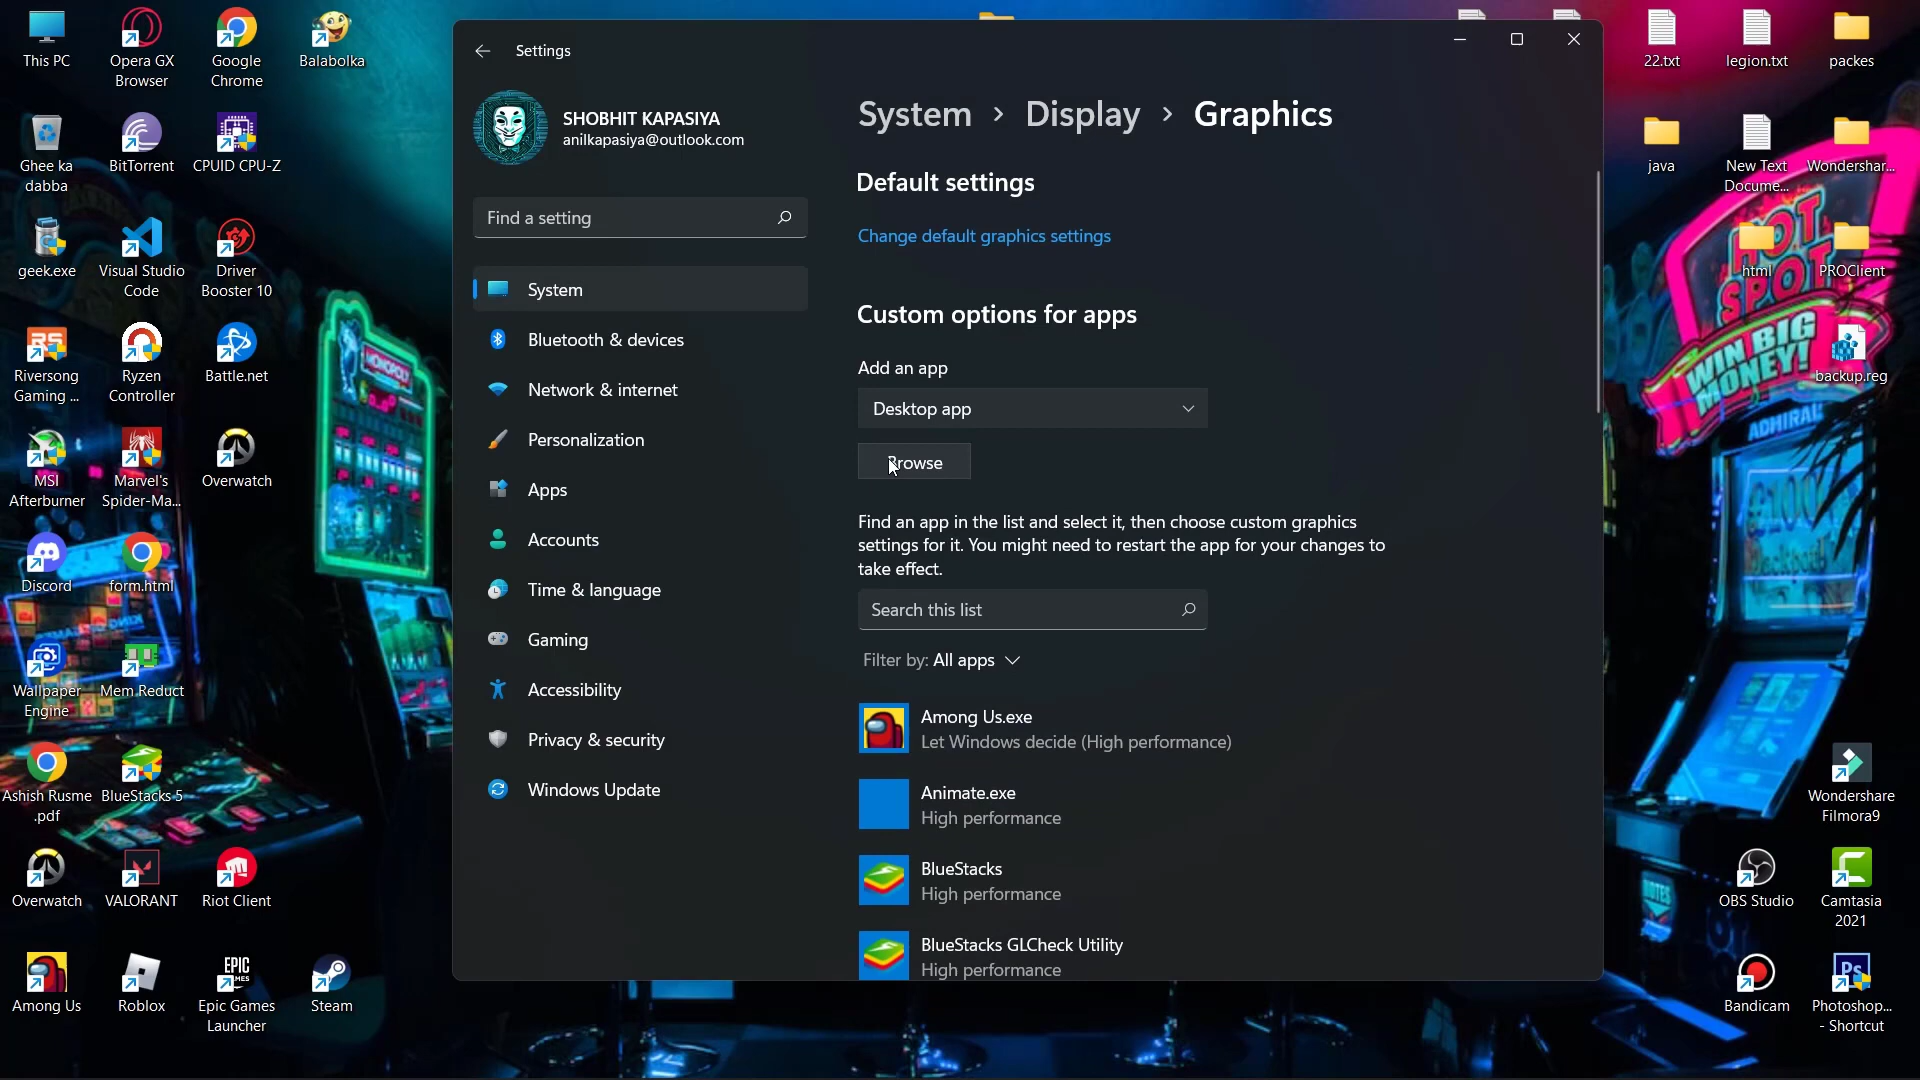 This PC
Opera GX
Browser
Google
Chrome
Balabolka
Ghee ka
dabba
BitTorrent
CPUID CPU-Z
geek.exe
Visual Studio
Code
Driver
Booster 10
Riversong
Gaming ...
Ryzen
Controller
Battle.net
MSI
Afterburner
Marvel's
Spider-Ma...
Overwatch
Discord
form.html
Wallpaper
Engine
Mem Reduct
Ashish Rusme
.pdf
BlueStacks 5
Overwatch
VALORANT
Riot Client
Among Us
Roblox
Epic Games
Launcher
Steam
Settings
SHOBHIT KAPASIYA
anilkapasiya@outlook.com
Find a setting
System
Bluetooth & devices
Network & internet
Personalization
Apps
Accounts
Time & language
Gaming
Accessibility
Privacy & security
Windows Update
System > Display > Graphics
Default settings
Change default graphics settings
Custom options for apps
Add an app
Desktop app
Browse
Find an app in the list and select it, then choose custom graphics
settings for it. You might need to restart the app for your changes to
take effect.
Search this list
Filter by: All apps
Among Us.exe
Let Windows decide (High performance)
Animate.exe
High performance
BlueStacks
High performance
BlueStacks GLCheck Utility
High performance
22.txt
legion.txt
packes
java
New Text
Docume...
Wondershar...
html
PROClient
backup.reg
Wondershare
Filmora9
OBS Studio
Camtasia
2021
Bandicam
Photoshop...
- Shortcut
MONOPOLY
HOT
SPOT
WIN BIG
MONEY!
ADMIRAL